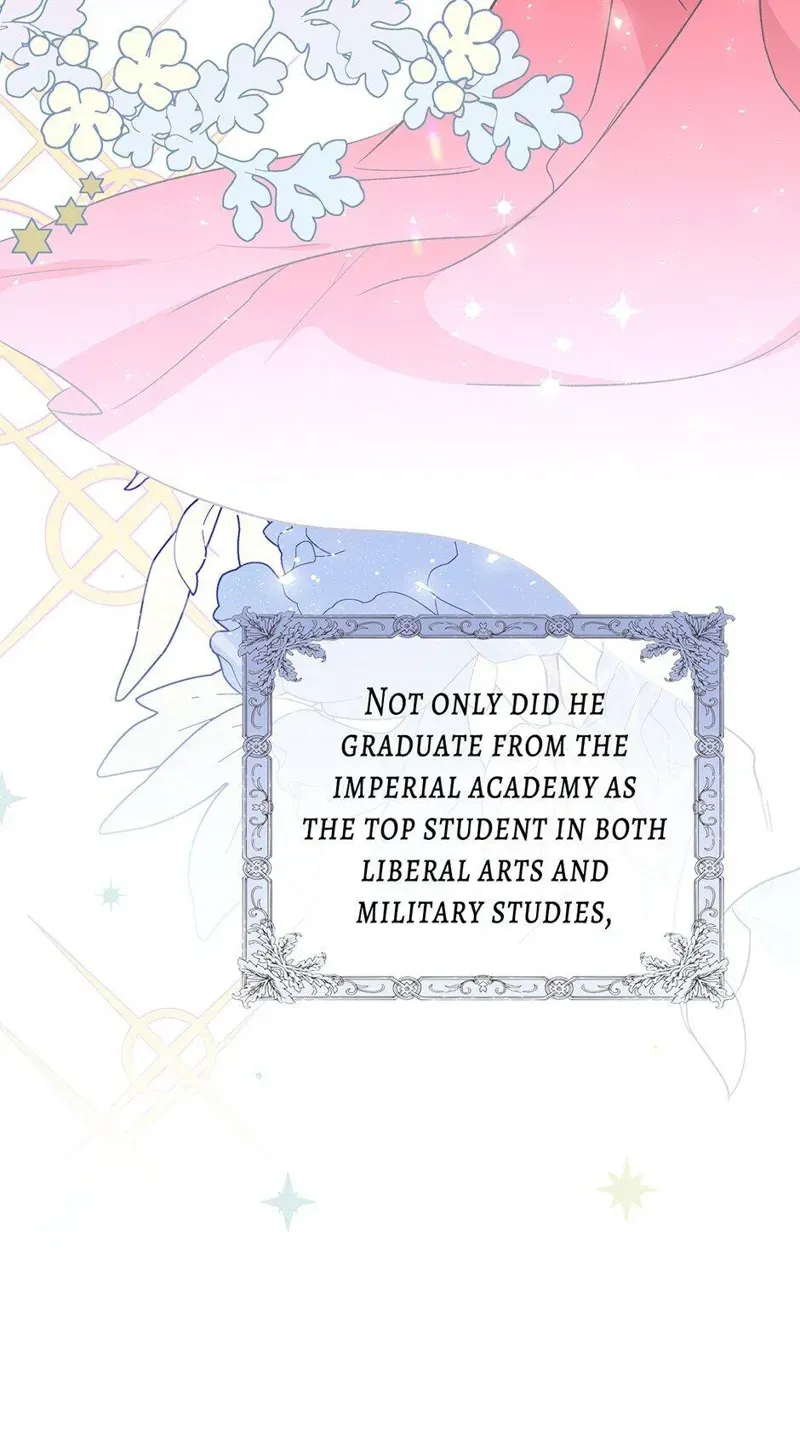 NOT ONLY DID HE
GRADUATE FROM THE
IMPERIAL ACADEMY AS
THE TOP STUDENT IN BOTH
LIBERAL ARTS AND
MILITARY STUDIES,